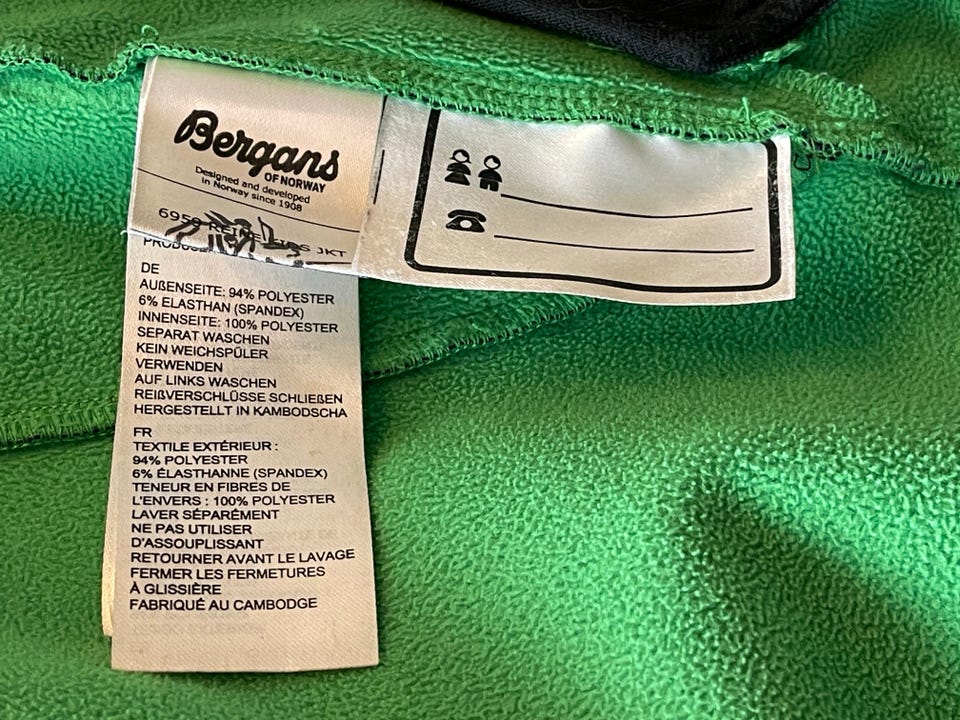 Bergans
OF NORWAY
Designed and developed
in Norway since 1908
JKT
DE
AUßENSEITE: 94% POLYESTER
6% ELASTHAN (SPANDEX)
INNENSEITE: 100% POLYESTER
SEPARAT WASCHEN
KEIN WEICHSPÜLER
VERWENDEN
AUF LINKS WASCHEN
REIßVERSCHLÜSSE SCHLIEßEN
HERGESTELLT IN KAMBODSCHA
FR
TEXTILE EXTÉRIEUR :
94% POLYESTER
6% ÉLASTHANNE (SPANDEX)
TENEUR EN FIBRES DE
L'ENVERS : 100% POLYESTER
LAVER SÉPARÉMENT
NE PAS UTILISER
D'ASSOUPLISSANT
RETOURNER AVANT LE LAVAGE
FERMER LES FERMETURES
À GLISSIÈRE
FABRIQUÉ AU CAMBODGE